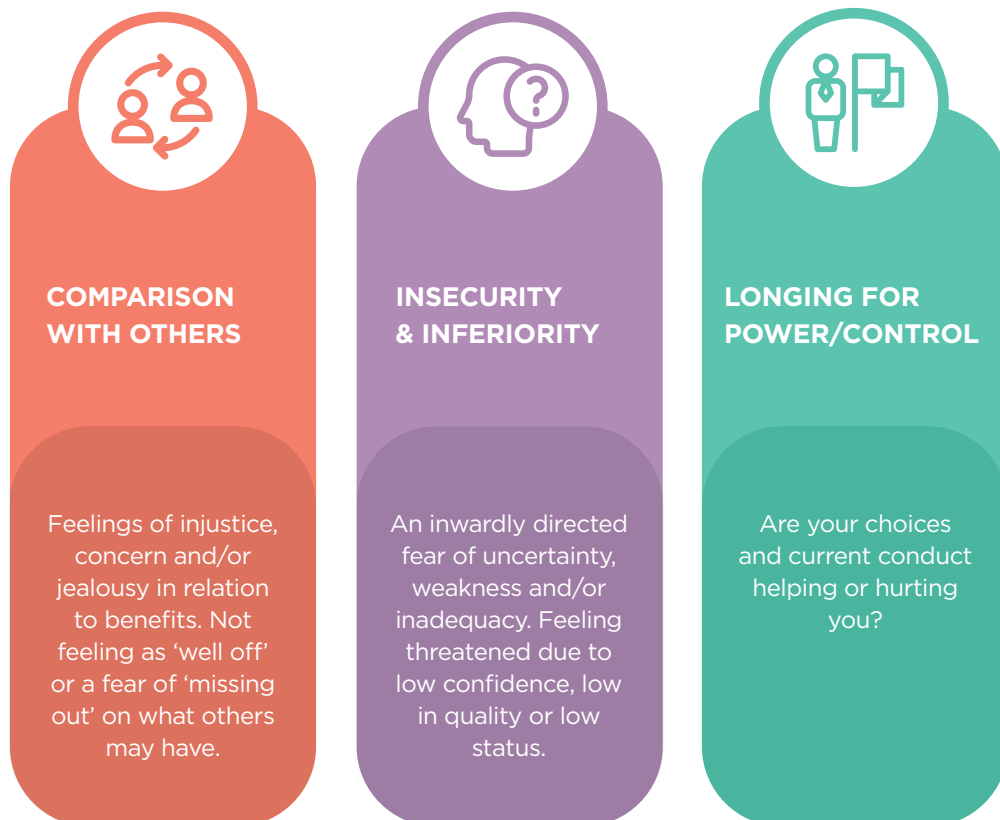 COMPARISON
WITH OTHERS
Feelings of injustice,
concern and/or
jealousy in relation
to benefits. Not
feeling as ‘well off’
or a fear of ‘missing
out’ on what others
may have.
INSECURITY
& INFERIORITY
An inwardly directed
fear of uncertainty,
weakness and/or
inadequacy. Feeling
threatened due to
low confidence, low
in quality or low
status.
LONGING FOR
POWER/CONTROL
Are your choices
and current conduct
helping or hurting
you?